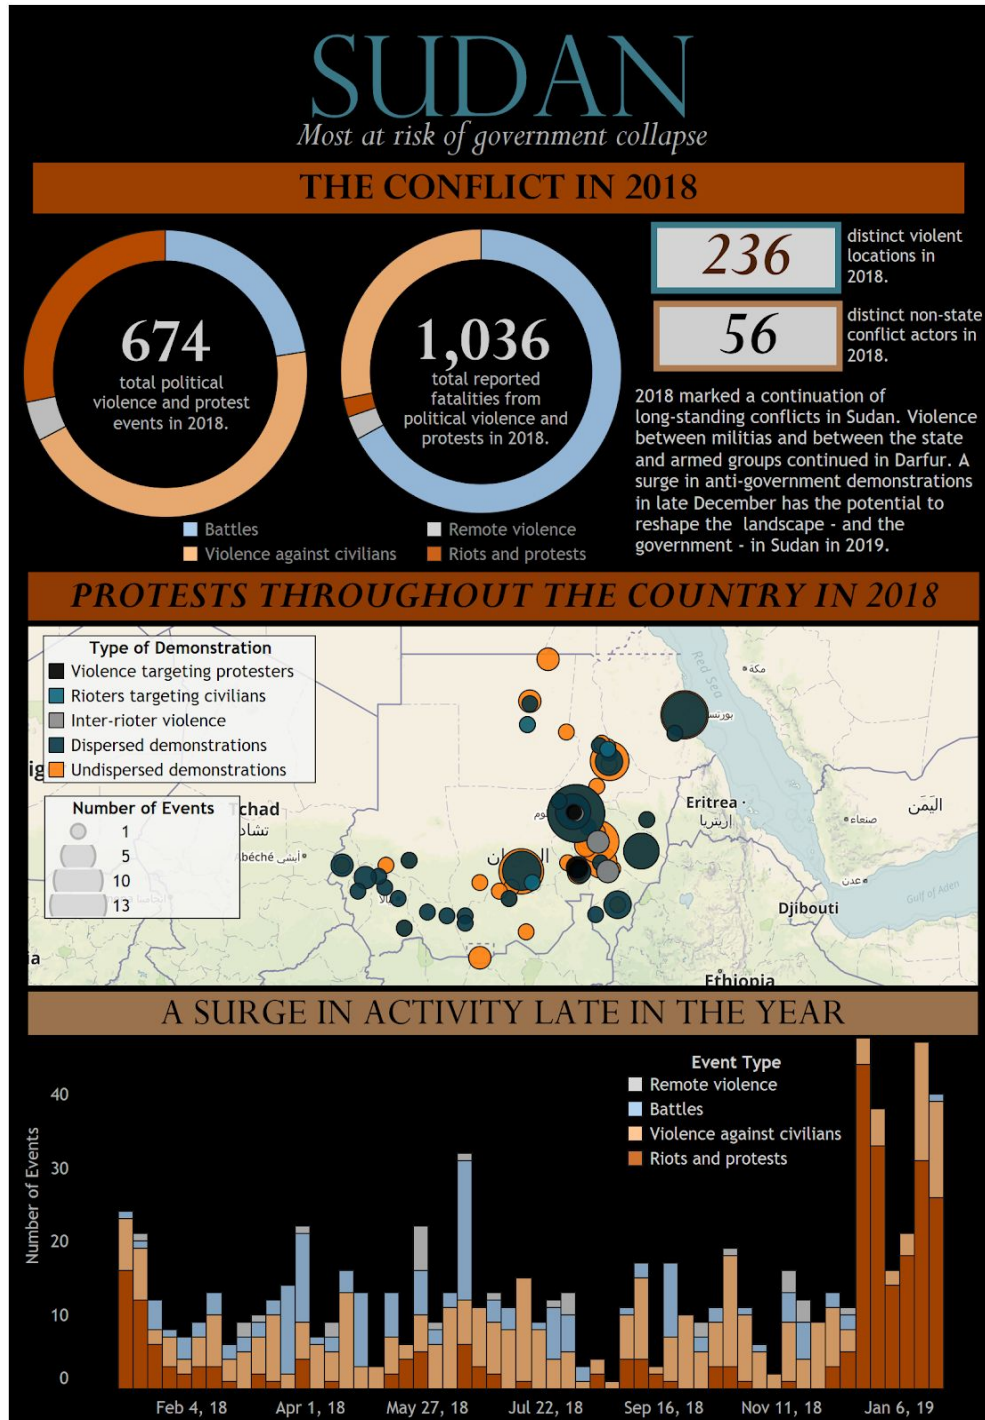 SUDAN
Most at risk of government collapse
THE CONFLICT IN 2018
674
total political
violence and protest
events in 2018.
1,036
total reported
fatalities from
political violence and
protests in 2018.
236
distinct violent
locations in
2018.
56
distinct non-state
conflict actors in
2018.
2018 marked a continuation of
long-standing conflicts in Sudan. Violence
between militias and between the state
and armed groups continued in Darfur. A
surge in anti-government demonstrations
in late December has the potential to
reshape the landscape - and the
government - in Sudan in 2019.
Battles
Remote violence
Violence against civilians
Riots and protests
PROTESTS THROUGHOUT THE COUNTRY IN 2018
Type of Demonstration
Violence targeting protesters
Rioters targeting civilians
Inter-rioter violence
Dispersed demonstrations
Undispersed demonstrations
Number of Events
1
5
10
13
Red Sea
مكة
Tchad
تشاد
Abéché أبشي
Eritrea
إريتريا
صنعاء
اليَمَن
عدن
Gulf of Aden
Djibouti
Ethiopia
A SURGE IN ACTIVITY LATE IN THE YEAR
Event Type
Remote violence
Battles
Violence against civilians
Riots and protests
Number of Events
40
30
20
10
0
Feb 4, 18
Apr 1, 18
May 27, 18
Jul 22, 18
Sep 16, 18
Nov 11, 18
Jan 6, 19